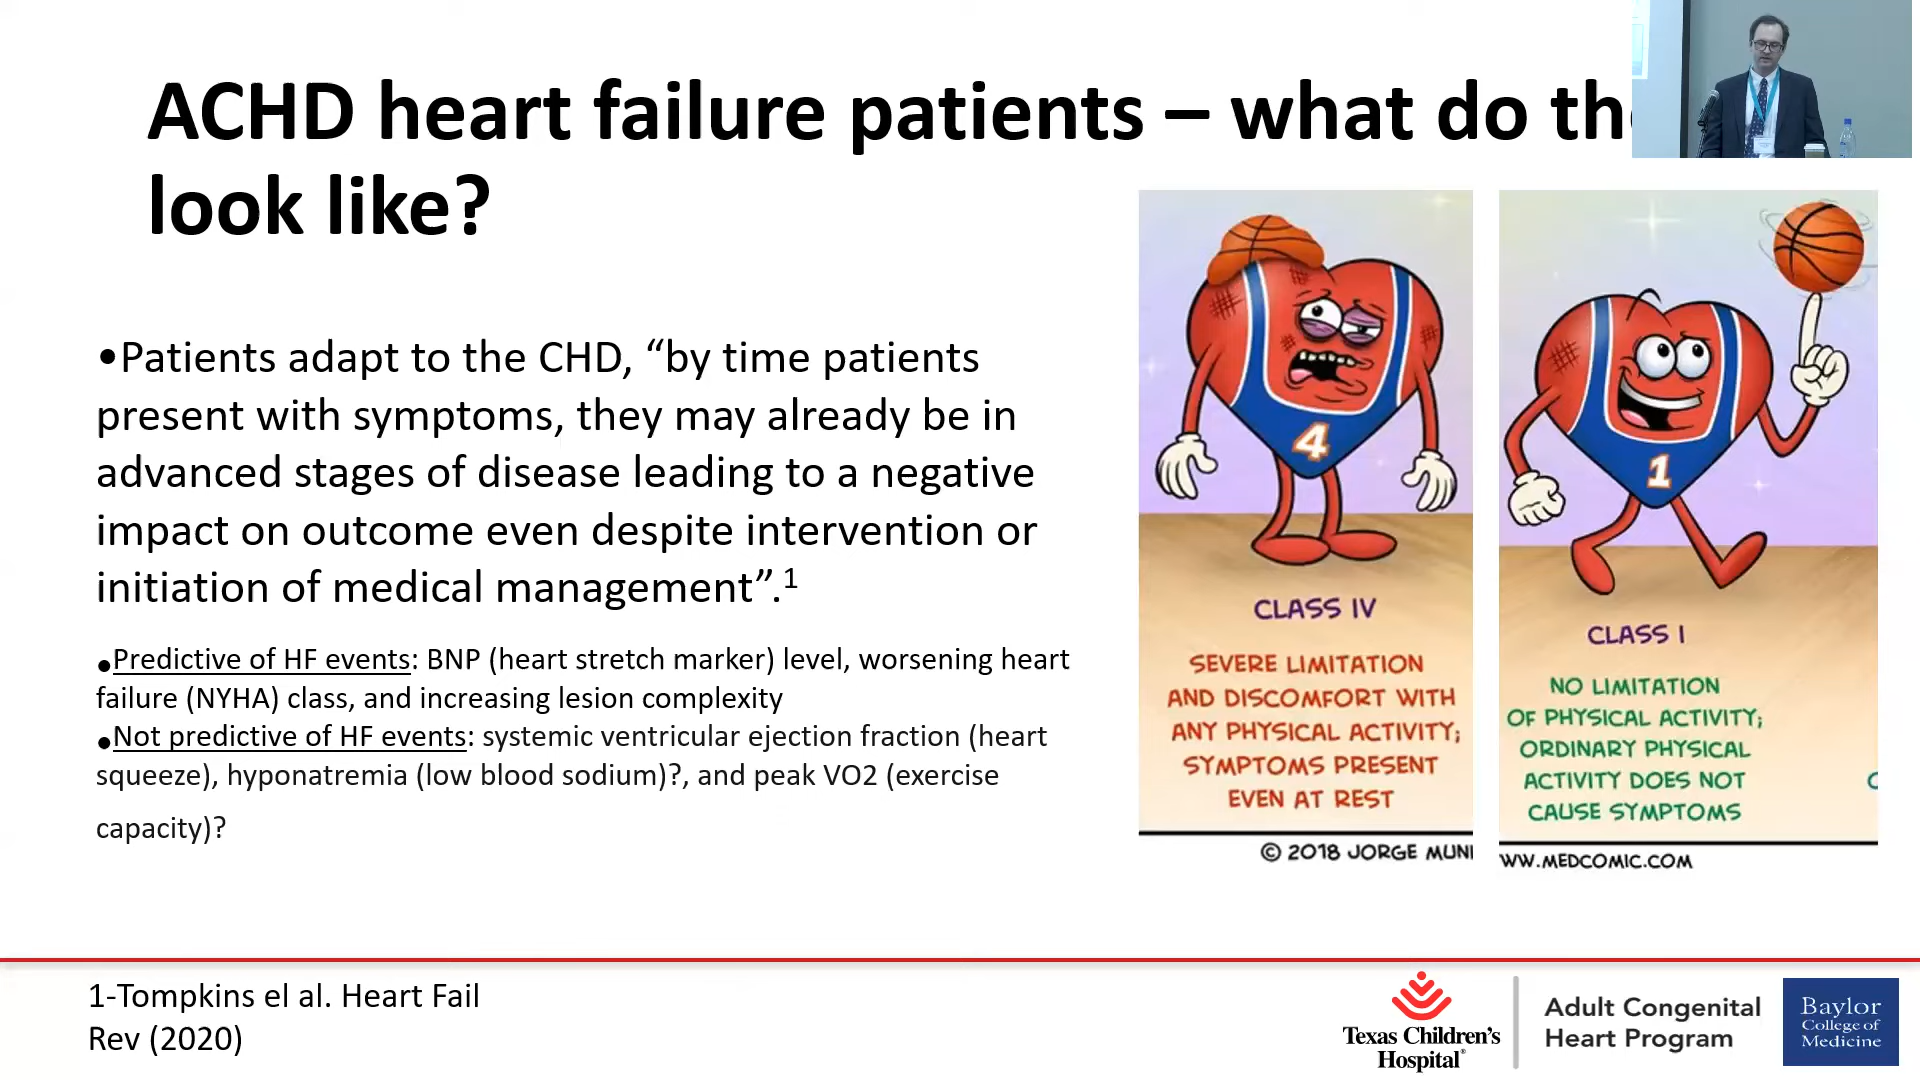 ACHD heart failure patients – what do the
look like?
•Patients adapt to the CHD, “by time patients
present with symptoms, they may already be in
advanced stages of disease leading to a negative
impact on outcome even despite intervention or
initiation of medical management”.1
•Predictive of HF events: BNP (heart stretch marker) level, worsening heart
failure (NYHA) class, and increasing lesion complexity
•Not predictive of HF events: systemic ventricular ejection fraction (heart
squeeze), hyponatremia (low blood sodium)?, and peak VO2 (exercise
capacity)?
4
CLASS IV
SEVERE LIMITATION
AND DISCOMFORT WITH
ANY PHYSICAL ACTIVITY;
SYMPTOMS PRESENT
EVEN AT REST
© 2018 JORGE MUNI
1
CLASS I
NO LIMITATION
OF PHYSICAL ACTIVITY;
ORDINARY PHYSICAL
ACTIVITY DOES NOT
CAUSE SYMPTOMS
WW.MEDCOMIC.COM
1-Tompkins el al. Heart Fail
Rev (2020)
Texas Children's
Hospital®
Adult Congenital
Heart Program
Baylor
College of
Medicine